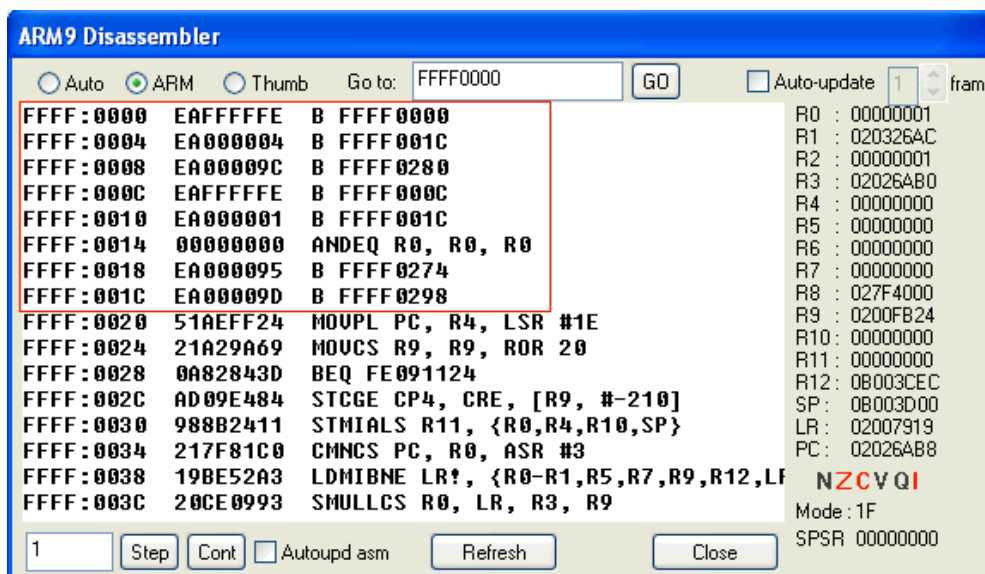 ARM9 Disassembler
Auto ARM Thumb Go to: FFFF0000 GO Auto-update 1 fram
FFFF:0000 EAFFFFFE B FFFF0000
FFFF:0004 EA000004 B FFFF001C
FFFF:0008 EA00009C B FFFF0280
FFFF:000C EAFFFFFE B FFFF000C
FFFF:0010 EA000001 B FFFF001C
FFFF:0014 00000000 ANDEQ R0, R0, R0
FFFF:0018 EA000095 B FFFF0274
FFFF:001C EA00009D B FFFF0298
FFFF:0020 51AEFF24 MOVPL PC, R4, LSR #1E
FFFF:0024 21A29A69 MOVCS R9, R9, ROR 20
FFFF:0028 0A82843D BEQ FE091124
FFFF:002C AD09E484 STCGE CP4, CRE, [R9, #-210]
FFFF:0030 988B2411 STMIALS R11, {R0,R4,R10,SP}
FFFF:0034 217F81C0 CMNCS PC, R0, ASR #3
FFFF:0038 19BE52A3 LDMIBNE LR!, {R0-R1,R5,R7,R9,R12,LR
FFFF:003C 20CE0993 SMULLCS R0, LR, R3, R9
R0 : 00000001
R1 : 020326AC
R2 : 00000001
R3 : 02026AB0
R4 : 00000000
R5 : 00000000
R6 : 00000000
R7 : 00000000
R8 : 027F4000
R9 : 0200FB24
R10: 00000000
R11: 00000000
R12: 0B003CEC
SP: 0B003D00
LR : 02007919
PC: 02026AB8
NZCVQI
Mode : 1F
SPSR 00000000
1 Step Cont Autoupd asm Refresh Close